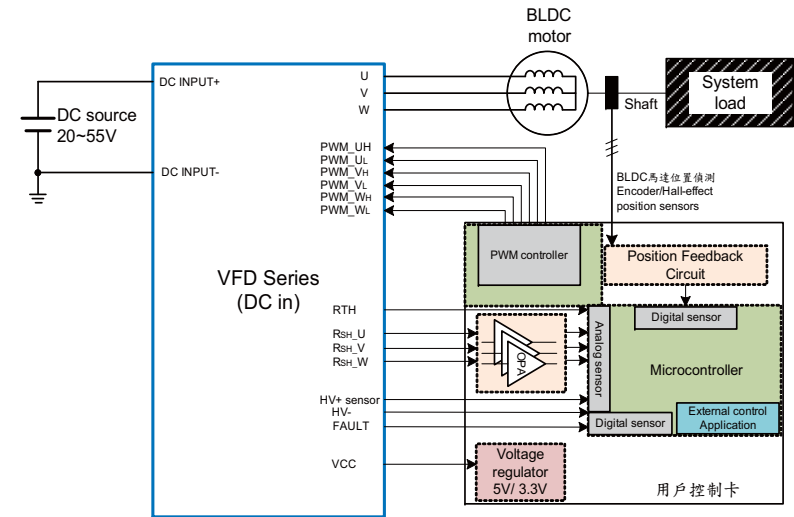 BLDC
motor
DC INPUT+
U
V
W
DC source
20~55V
Shaft
System
load
DC INPUT-
PWM_UH
PWM_UL
PWM_VH
PWM_VL
PWM_WH
PWM_WL
BLDC馬達位置偵測
Encoder/Hall-effect
position sensors
VFD Series
(DC in)
PWM controller
Position Feedback
Circuit
RTH
RSH_U
RSH_V
RSH_W
OPA
Analog sensor
Digital sensor
Microcontroller
HV+ sensor
HV-
FAULT
Digital sensor
External control
Application
VCC
Voltage
regulator
5V/ 3.3V
用戶控制卡